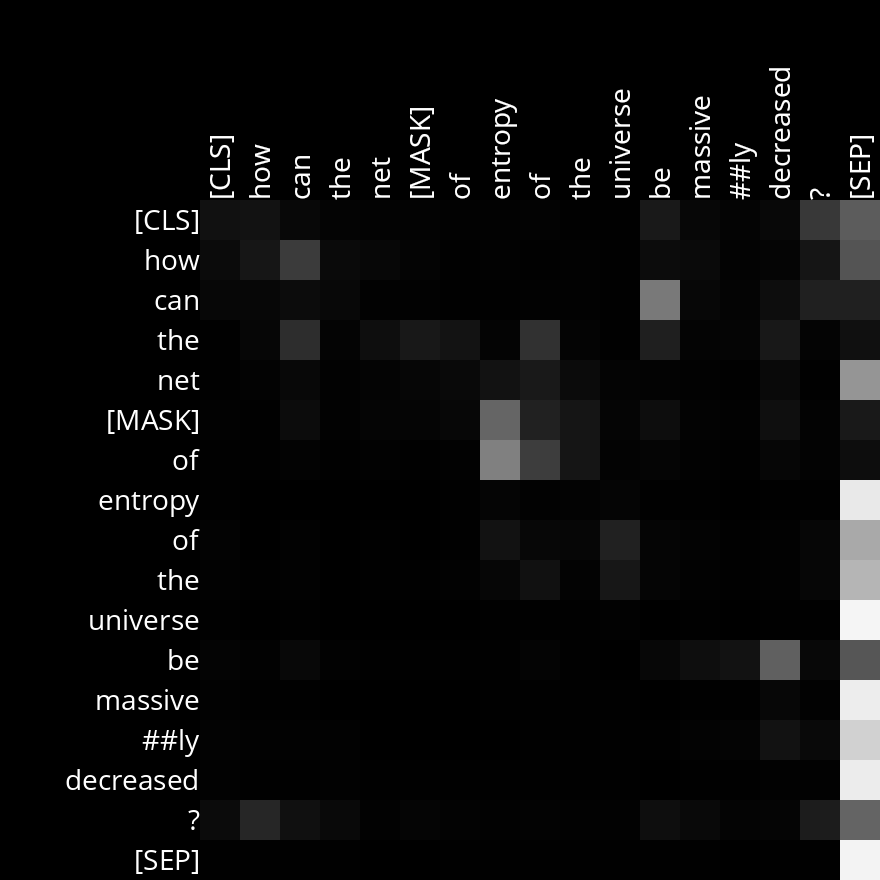 [CLS] how can the net [MASK] of entropy of the universe be massive ##ly decreased ? [SEP]
[CLS]
how
can
the
net
[MASK]
of
entropy
of
the
universe
be
massive
##ly
decreased
?
[SEP]